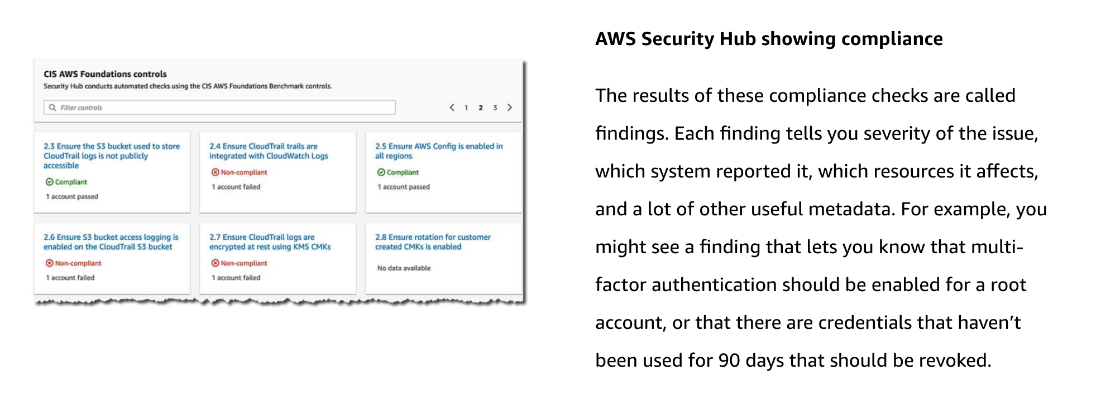 CIS AWS Foundations controls
Security Hub conducts automated checks using the CIS AWS Foundations Benchmark controls.
Filter controls
< 1 2 3 >
2.3 Ensure the S3 bucket used to store
CloudTrail logs is not publicly
accessible
Compliant
1 account passed
2.4 Ensure CloudTrail trails are
integrated with CloudWatch Logs
Non-compliant
1 account failed
2.5 Ensure AWS Config is enabled in
all regions
Compliant
1 account passed
2.6 Ensure S3 bucket access logging is
enabled on the CloudTrail S3 bucket
Non-compliant
1 account failed
2.7 Ensure CloudTrail logs are
encrypted at rest using KMS CMKs
Non-compliant
1 account failed
2.8 Ensure rotation for customer
created CMKs is enabled
No data available
AWS Security Hub showing compliance
The results of these compliance checks are called
findings. Each finding tells you severity of the issue,
which system reported it, which resources it affects,
and a lot of other useful metadata. For example, you
might see a finding that lets you know that multi-
factor authentication should be enabled for a root
account, or that there are credentials that haven’t
been used for 90 days that should be revoked.